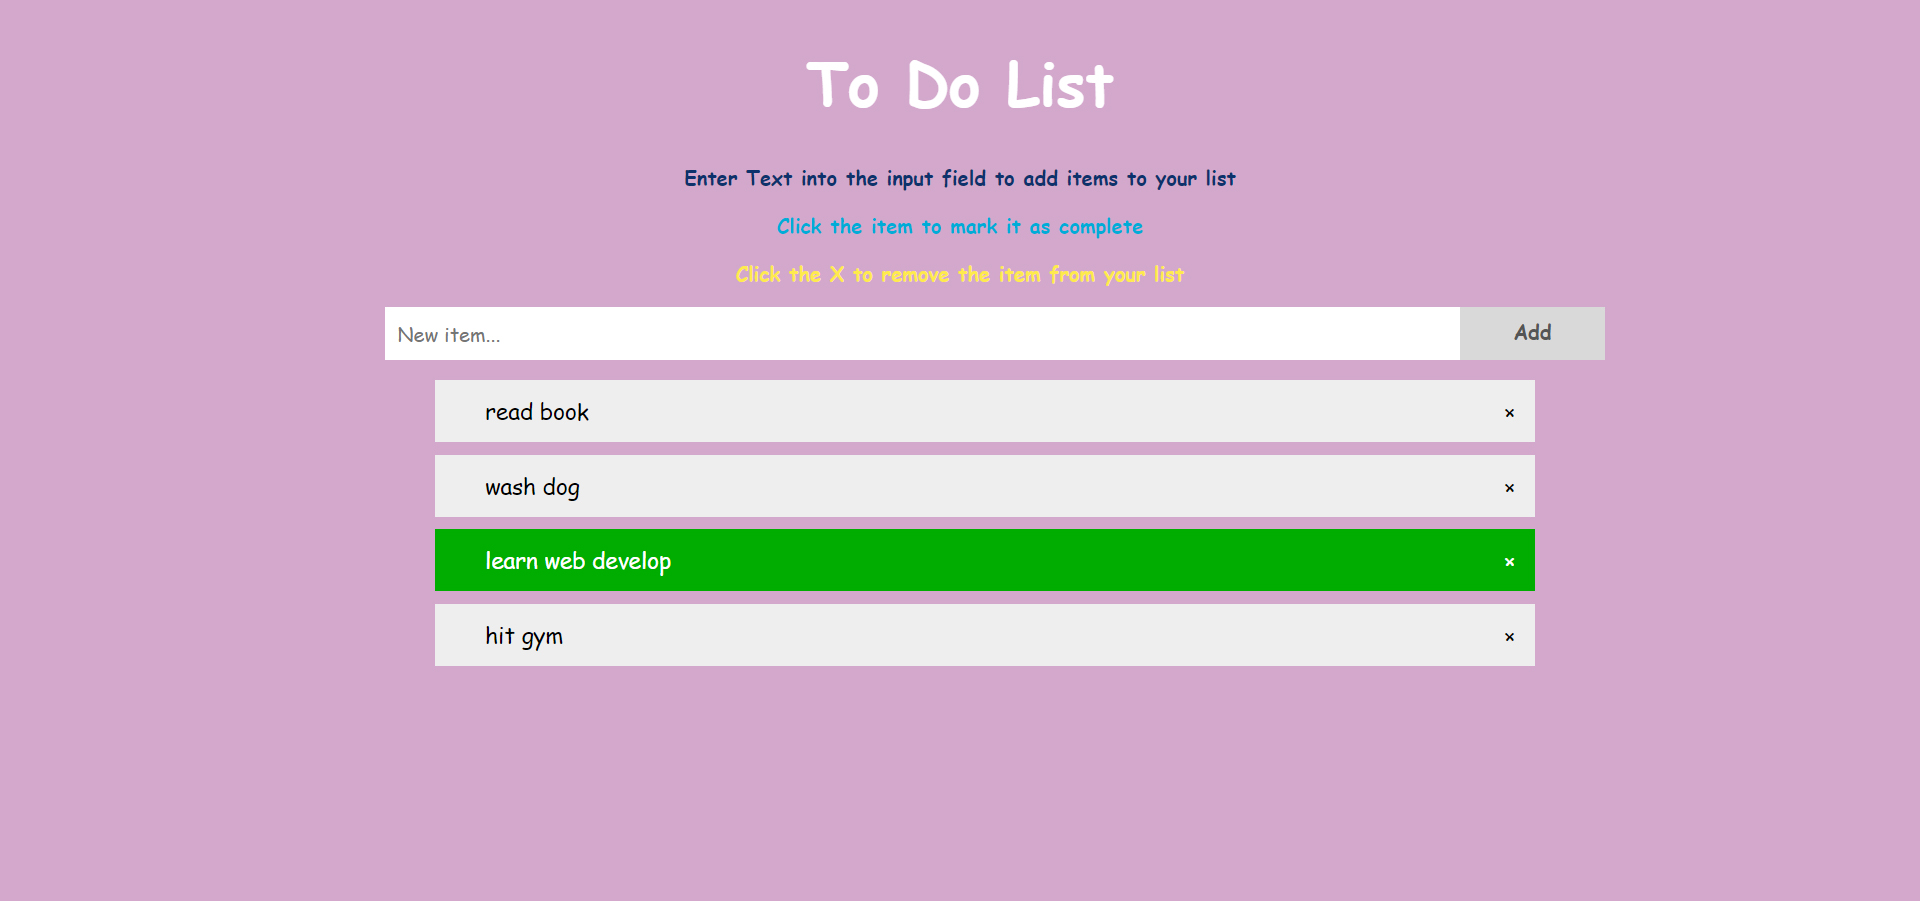 To Do List
Enter Text into the input field to add items to your list
Click the item to mark it as complete
Click the X to remove the item from your list
New item... Add
read book ×
wash dog ×
learn web develop ×
hit gym ×